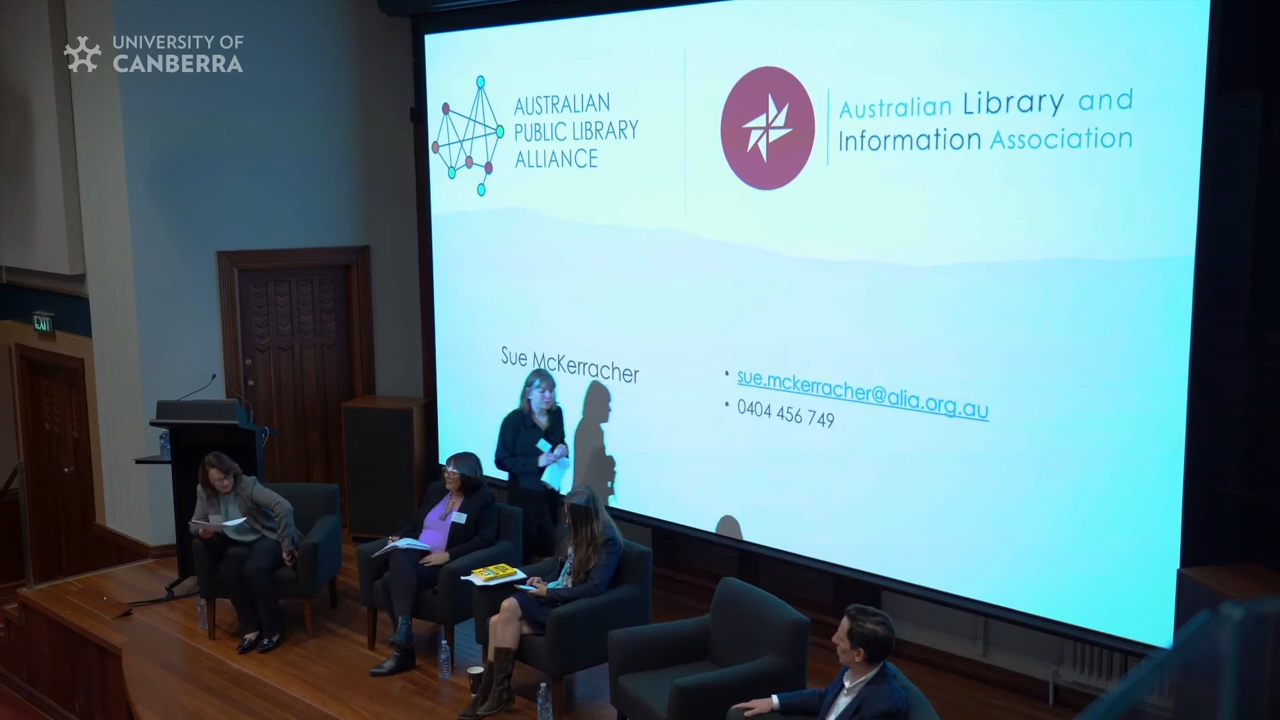 UNIVERSITY OF
CANBERRA
AUSTRALIAN
PUBLIC LIBRARY
ALLIANCE
Australian Library and
Information Association
Sue McKerracher
• sue.mckerracher@alia.org.au
• 0404 456 749
EXIT